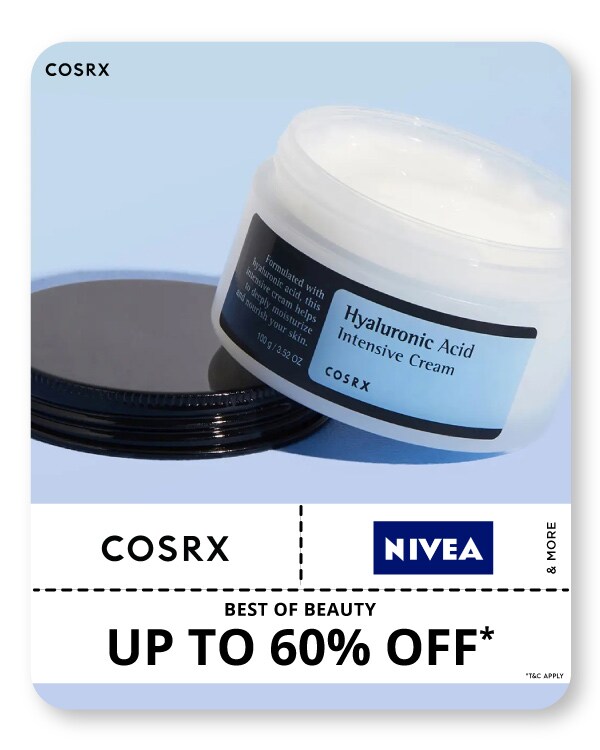 COSRX
Formulated with
hyaluronic acid, this
intensive cream helps
to deeply moisturize
and nourish your skin.
100 g / 3.52 OZ
Hyaluronic Acid
Intensive Cream
COSRX
COSRX
NIVEA
& MORE
BEST OF BEAUTY
UP TO 60% OFF*
*T&C APPLY